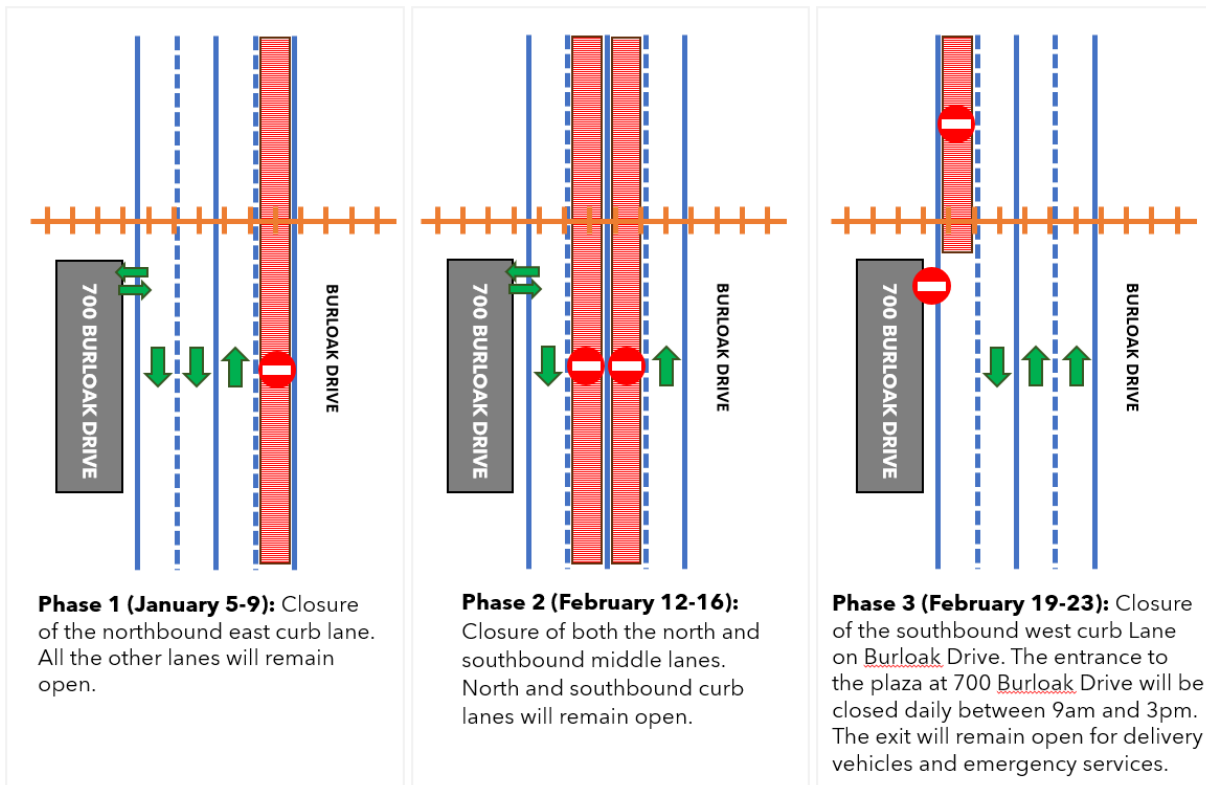 700 BURLOAK DRIVE
BURLOAK DRIVE
Phase 1 (January 5-9): Closure
of the northbound east curb lane.
All the other lanes will remain
open.
700 BURLOAK DRIVE
BURLOAK DRIVE
Phase 2 (February 12-16):
Closure of both the north and
southbound middle lanes.
North and southbound curb
lanes will remain open.
700 BURLOAK DRIVE
BURLOAK DRIVE
Phase 3 (February 19-23): Closure
of the southbound west curb Lane
on Burloak Drive. The entrance to
the plaza at 700 Burloak Drive will be
closed daily between 9am and 3pm.
The exit will remain open for delivery
vehicles and emergency services.